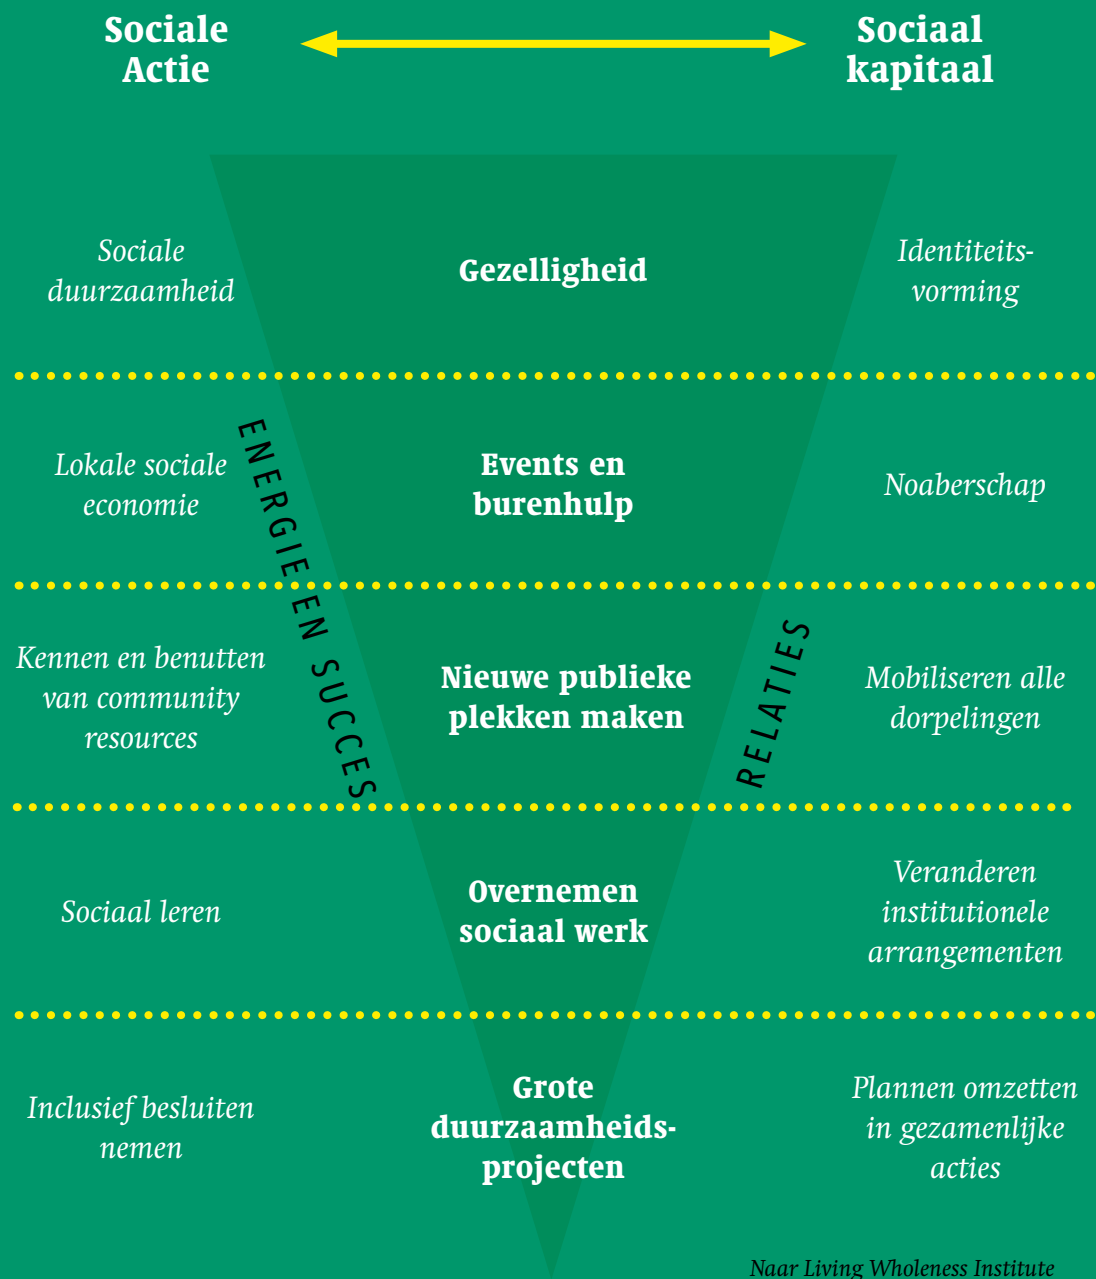 Sociale
Actie
Sociaal
kapitaal
Sociale
duurzaamheid
Gezelligheid
Identiteits-
vorming
Lokale sociale
economie
Events en
burenhulp
Noaberschap
ENERGIE EN SUCCES
Kennen en benutten
van community
resources
Nieuwe publieke
plekken maken
RELATIES
Mobiliseren alle
dorpelingen
Sociaal leren
Overnemen
sociaal werk
Veranderen
institutionele
arrangementen
Inclusief besluiten
nemen
Grote
duurzaamheids-
projecten
Plannen omzetten
in gezamenlijke
acties
Naar Living Wholeness Institute